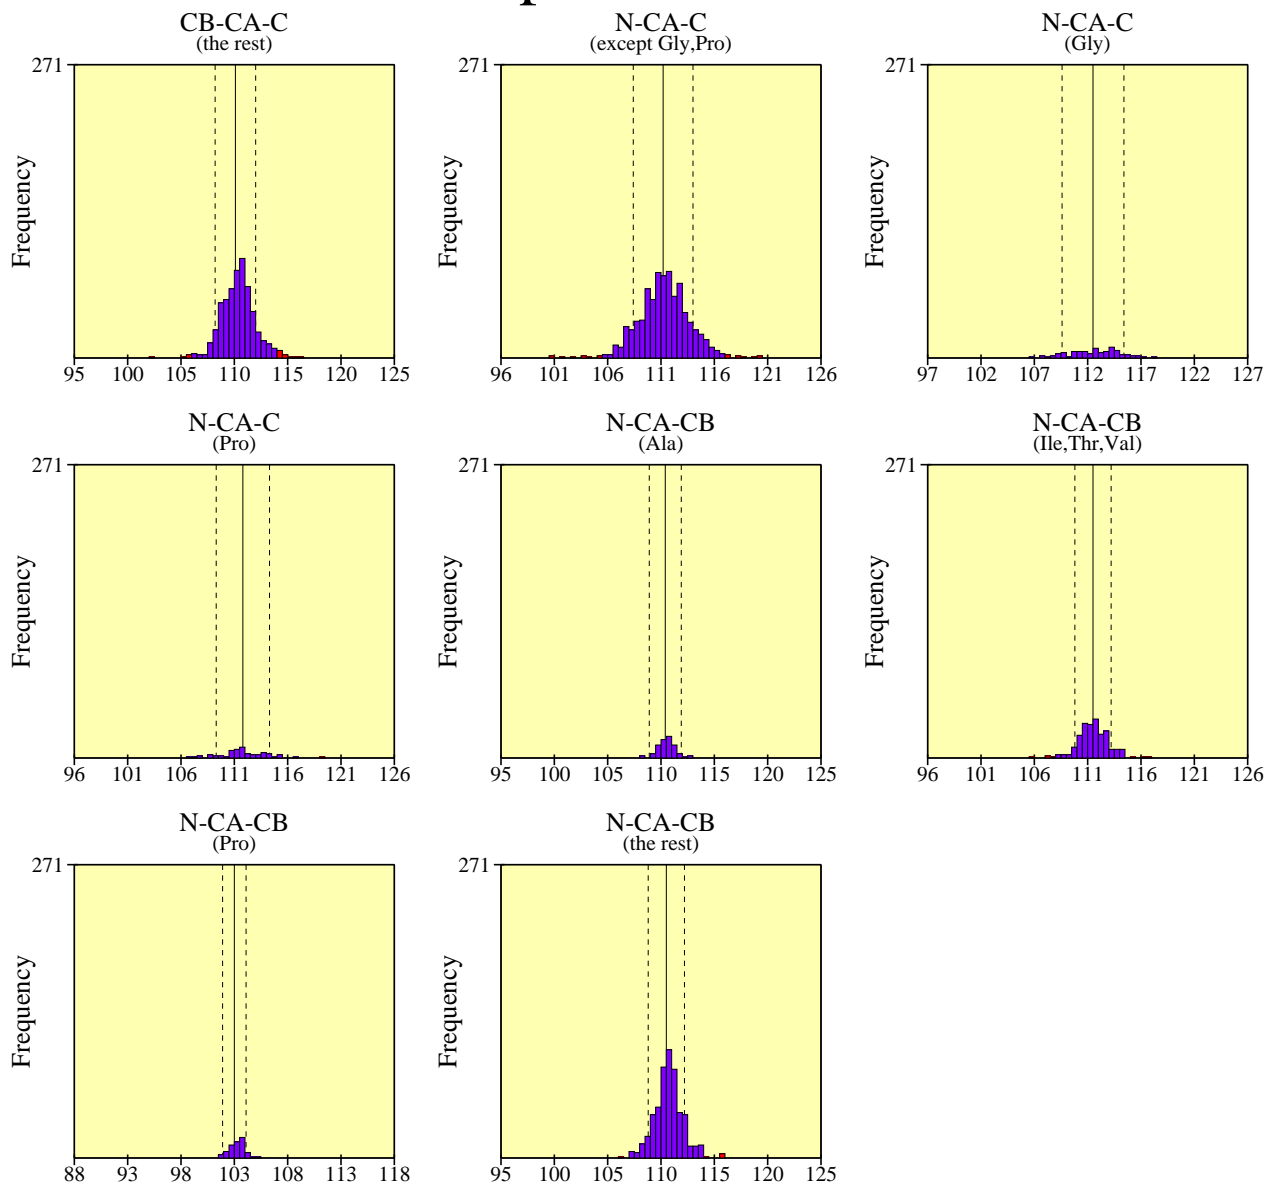 CB-CA-C
(the rest)
271
Frequency
95 100 105 110 115 120 125
N-CA-C
(except Gly,Pro)
271
Frequency
96 101 106 111 116 121 126
N-CA-C
(Gly)
271
Frequency
97 102 107 112 117 122 127
N-CA-C
(Pro)
271
Frequency
96 101 106 111 116 121 126
N-CA-CB
(Ala)
271
Frequency
95 100 105 110 115 120 125
N-CA-CB
(Ile,Thr,Val)
271
Frequency
96 101 106 111 116 121 126
N-CA-CB
(Pro)
271
Frequency
88 93 98 103 108 113 118
N-CA-CB
(the rest)
271
Frequency
95 100 105 110 115 120 125